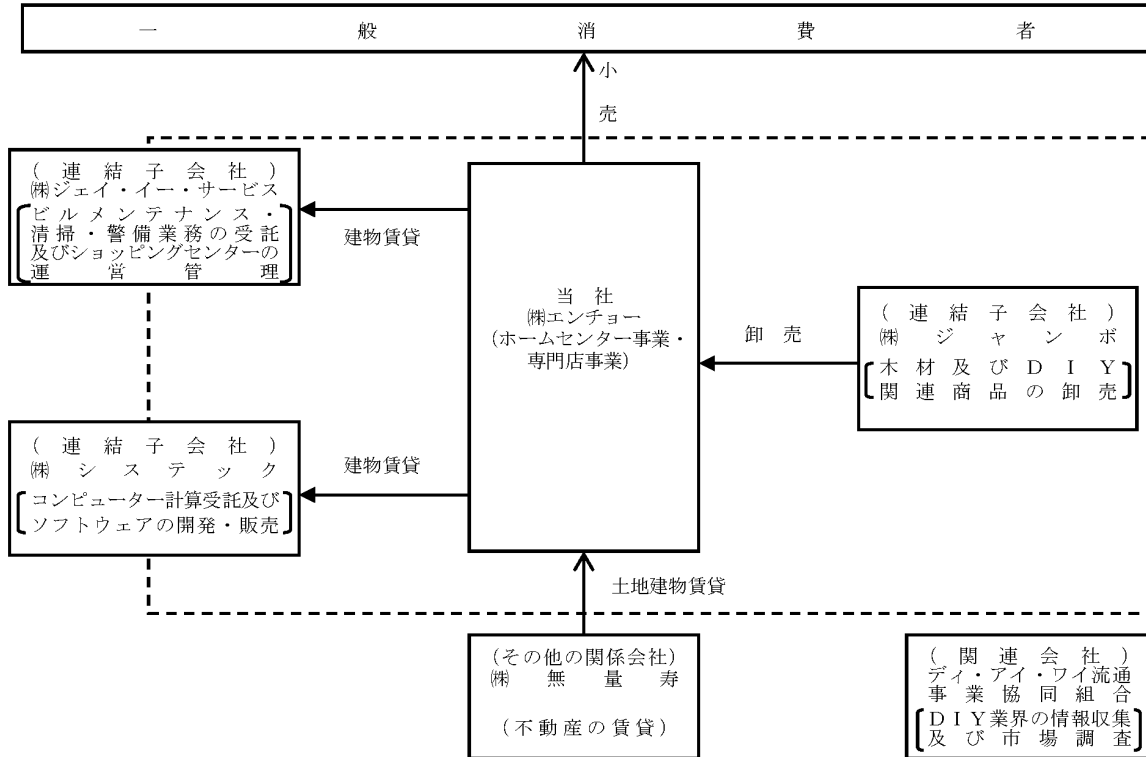 一般消費者
小
売
(連結子会社)
㈱ジェイ・イー・サービス
ビルメンテナンス・
清掃・警備業務の受託
及びショッピングセンターの
運営管理
建物賃貸
当社
㈱エンチョー
(ホームセンター事業・
専門店事業)
卸売
(連結子会社)
㈱ジャンボ
木材及びDIY
関連商品の卸売
(連結子会社)
㈱システック
コンピューター計算受託及び
ソフトウェアの開発・販売
建物賃貸
土地建物賃貸
(その他の関係会社)
㈱無量寿
(不動産の賃貸)
(関連会社)
ディ・アイ・ワイ流通
事業協同組合
DIY業界の情報収集
及び市場調査